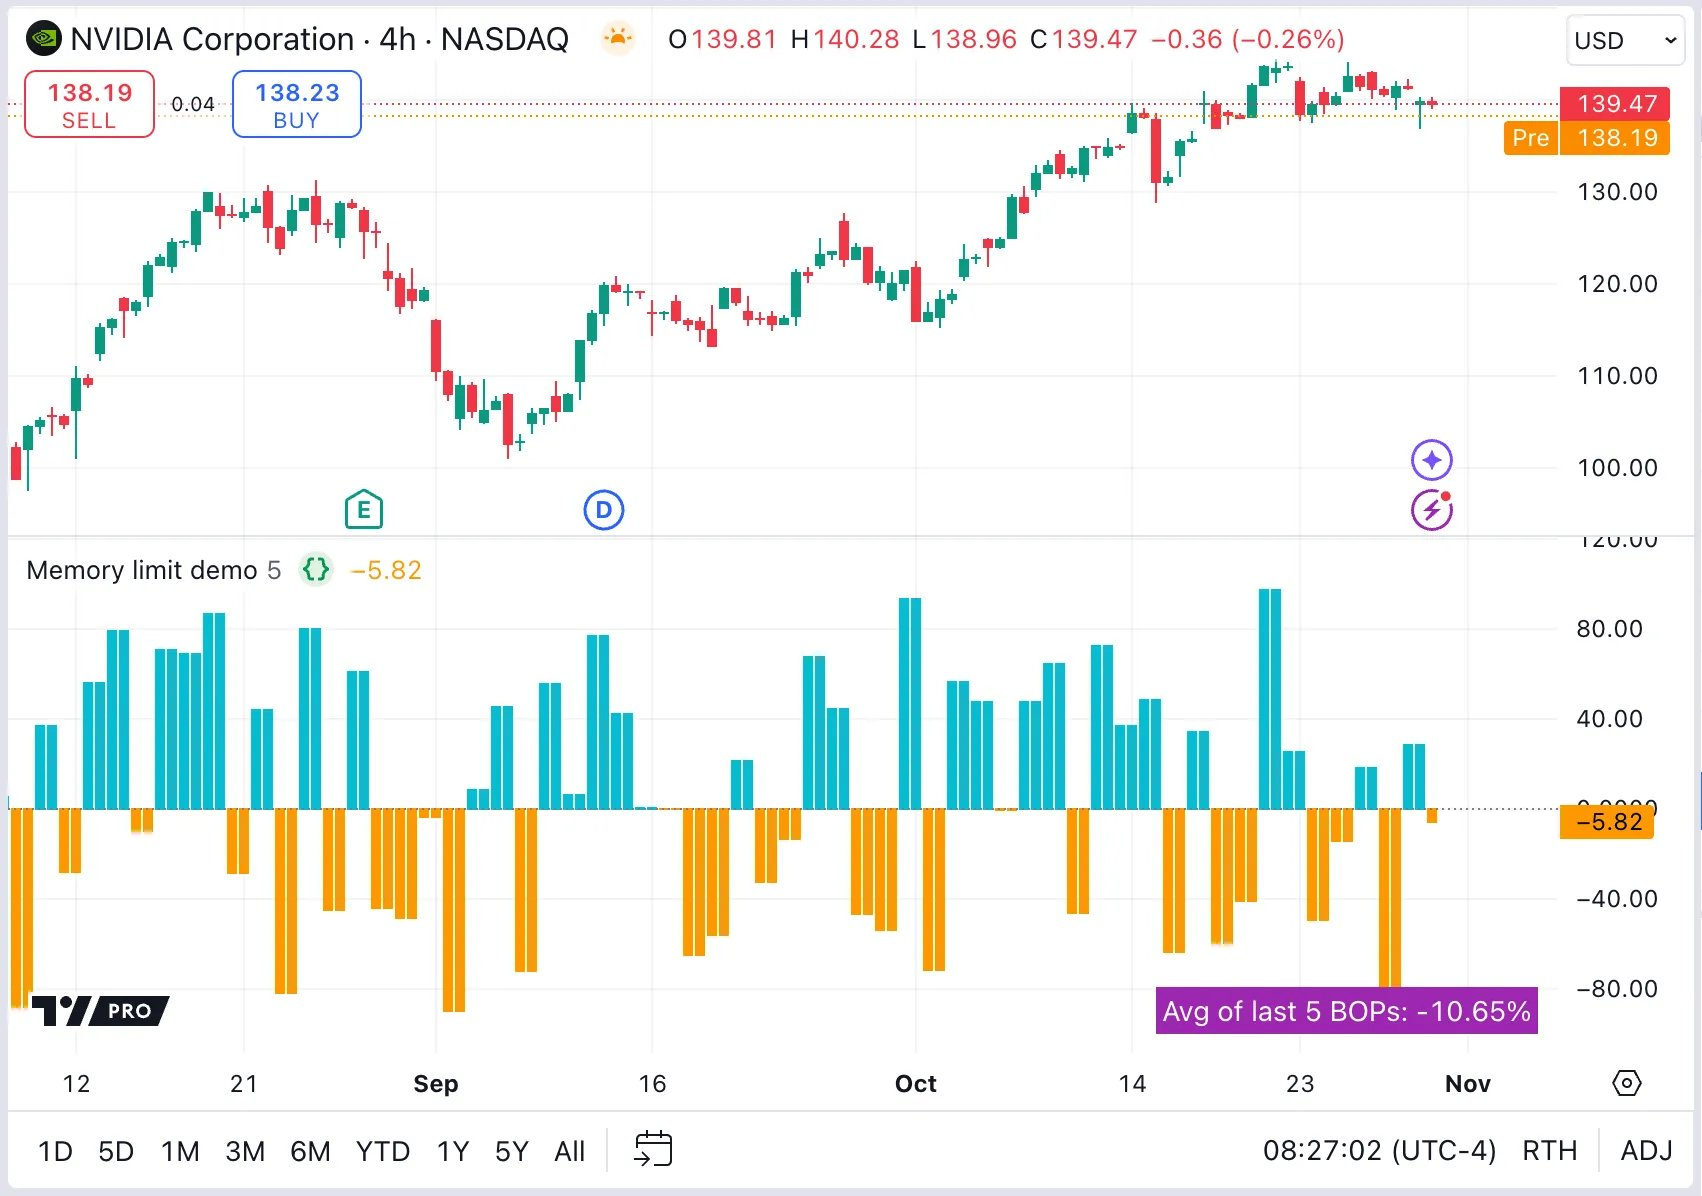 NVIDIA Corporation · 4h · NASDAQ O139.81 H140.28 L138.96 C139.47 −0.36 (−0.26%) USD
138.19 SELL 0.04 138.23 BUY
139.47
Pre 138.19
130.00
120.00
110.00
100.00
E D
120.00
Memory limit demo 5 {} −5.82
80.00
40.00
0.0000
−5.82
−40.00
−80.00
PRO
Avg of last 5 BOPs: -10.65%
12 21 Sep 16 Oct 14 23 Nov
1D 5D 1M 3M 6M YTD 1Y 5Y All 08:27:02 (UTC-4) RTH ADJ